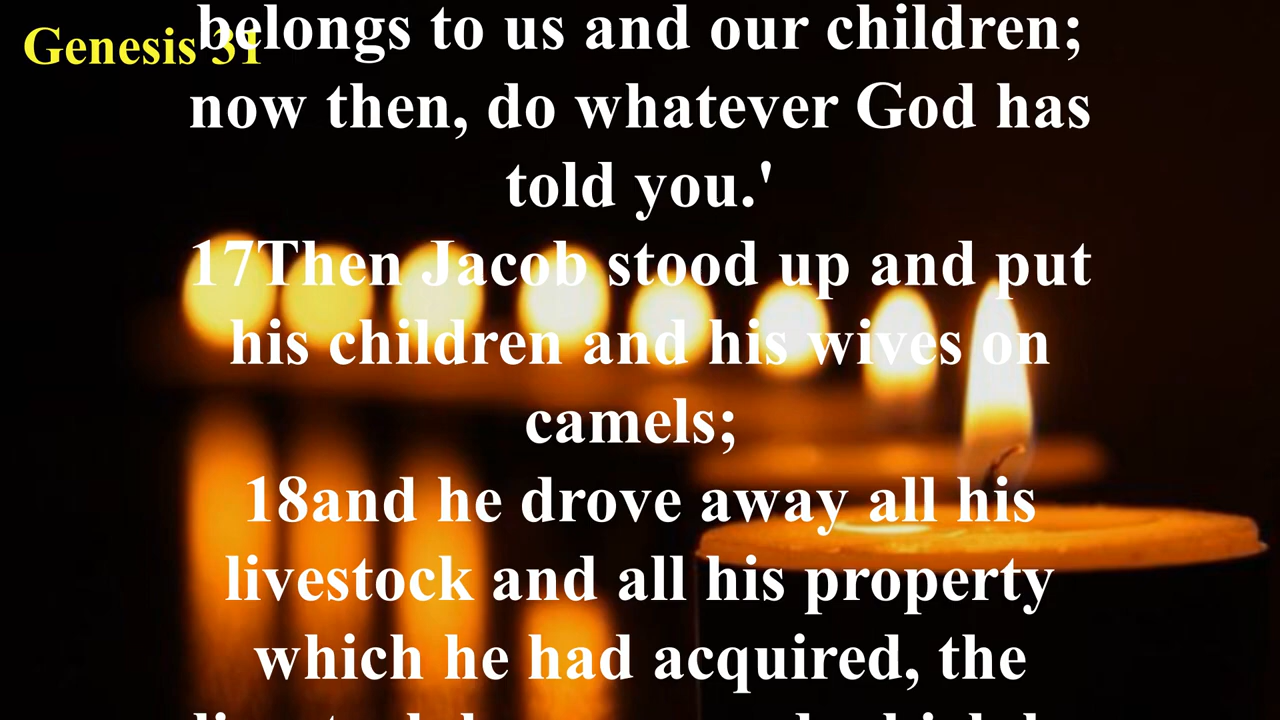 Genesis 31
belongs to us and our children;
now then, do whatever God has
told you.'
17Then Jacob stood up and put
his children and his wives on
camels;
18and he drove away all his
livestock and all his property
which he had acquired, the